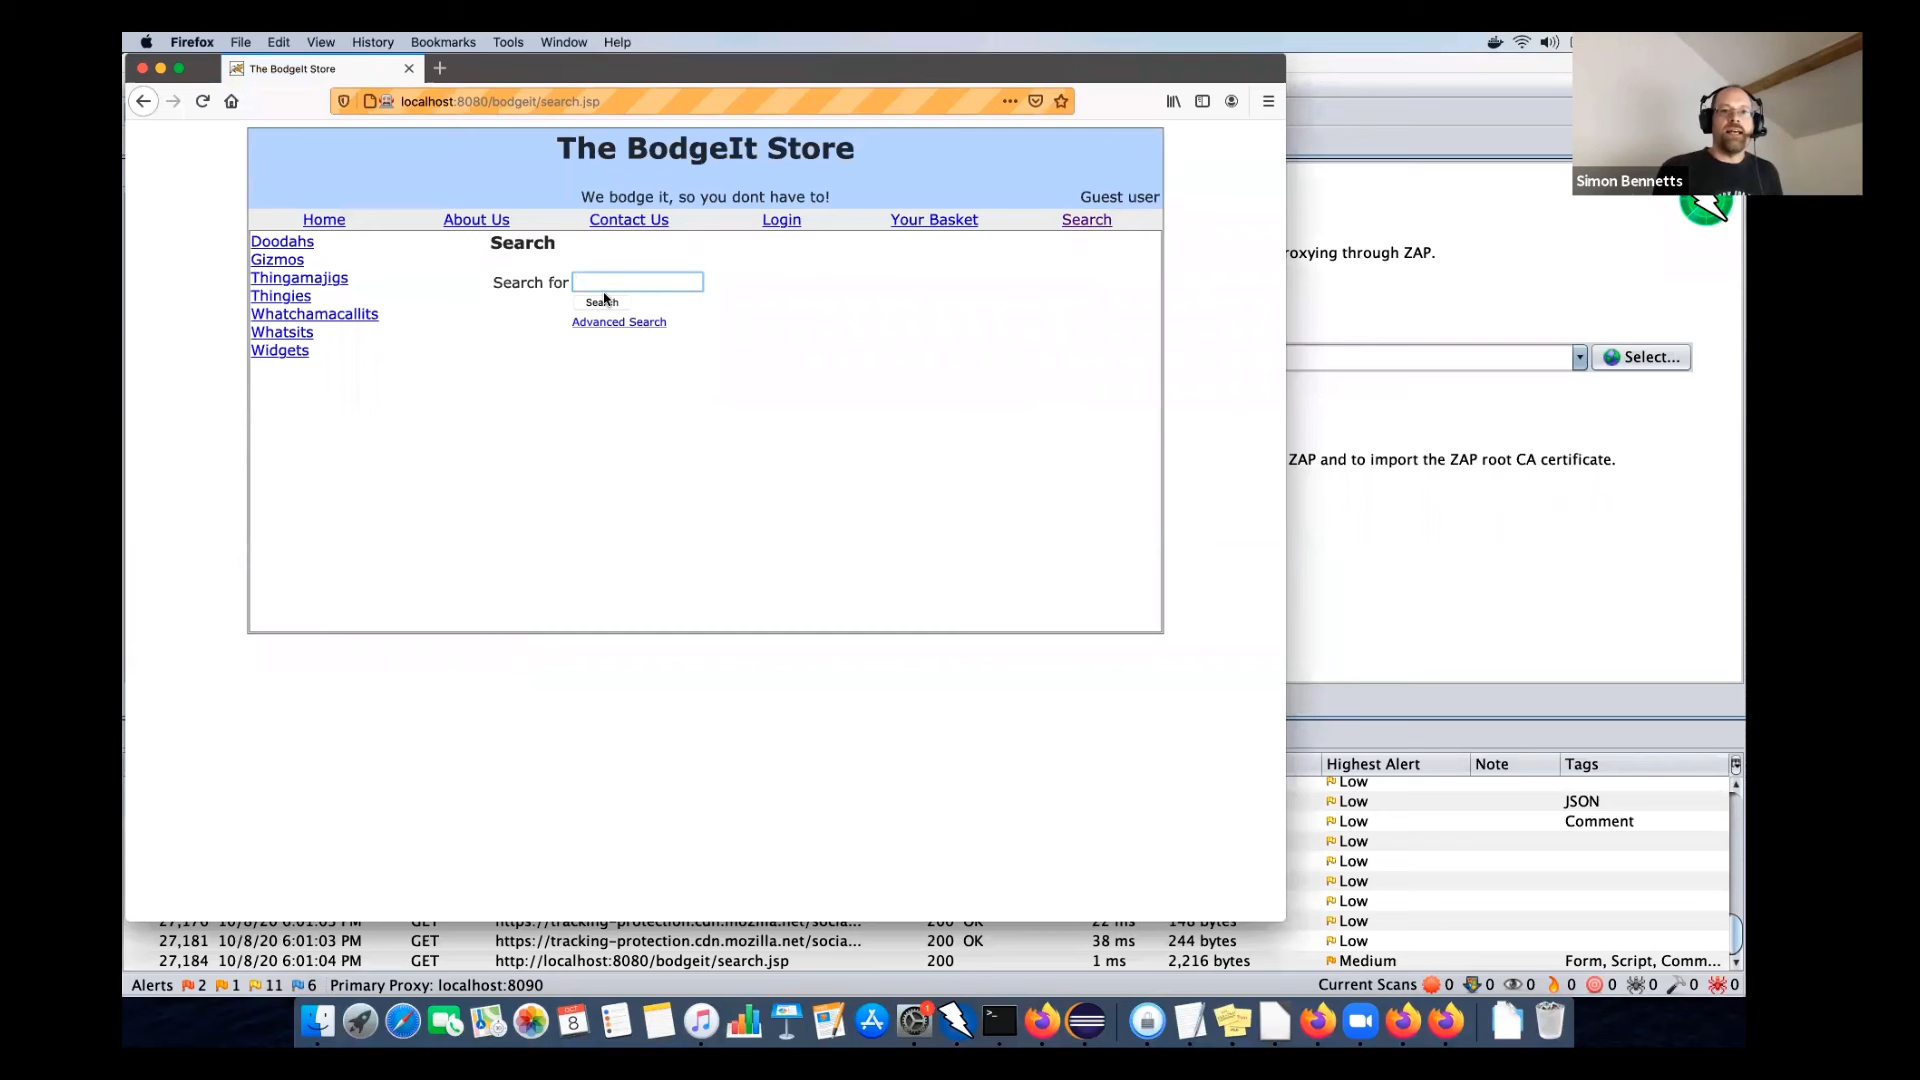 Firefox File Edit View History Bookmarks Tools Window Help
The BodgeIt Store
localhost:8080/bodgeit/search.jsp
Simon Bennetts
The BodgeIt Store
We bodge it, so you dont have to!
Guest user
Home About Us Contact Us Login Your Basket Search
Doodahs
Gizmos
Thingamajigs
Thingies
Whatchamacallits
Whatsits
Widgets
Search
Search for
Search
Advanced Search
roxying through ZAP.
Select...
ZAP and to import the ZAP root CA certificate.
Highest Alert Note Tags
Low
Low JSON
Low Comment
Low
Low
Low
Low
Low
27,181 10/8/20 6:01:03 PM GET https://tracking-protection.cdn.mozilla.net/socia... 200 OK 38 ms 244 bytes Low
27,184 10/8/20 6:01:04 PM GET http://localhost:8080/bodgeit/search.jsp 200 1 ms 2,216 bytes Medium Form, Script, Comm...
Alerts 2 1 11 6 Primary Proxy: localhost:8090
Current Scans 0 0 0 0 0 0 0 0
OCT
8
1